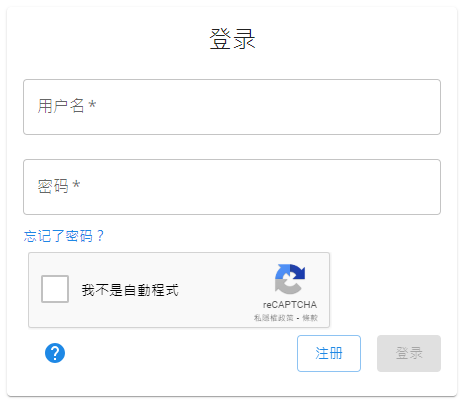 登录
用户名 *
密码 *
忘记了密码？
我不是自動程式
reCAPTCHA
私隱權政策 - 條款
?
注册
登录